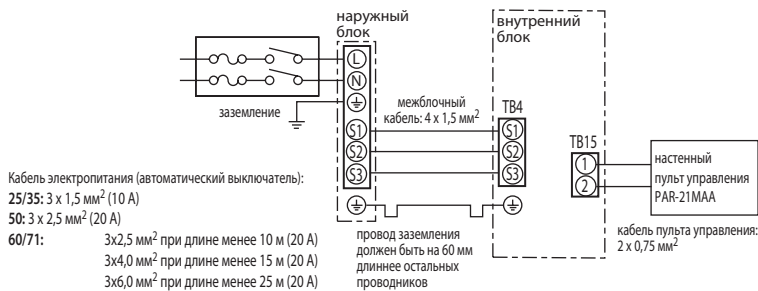 наружный
блок
внутренний
блок
L
N
заземление
межблочный
кабель: 4 x 1,5 мм²
TB4
S1
S1
S2
S2
S3
S3
TB15
1
2
настенный
пульт управления
PAR-21MAA
кабель пульта управления:
2 x 0,75 мм²
провод заземления
должен быть на 60 мм
длиннее остальных
проводников
Кабель электропитания (автоматический выключатель):
25/35: 3 x 1,5 мм² (10 А)
50: 3 x 2,5 мм² (20 А)
60/71: 3x2,5 мм² при длине менее 10 м (20 А)
3x4,0 мм² при длине менее 15 м (20 А)
3x6,0 мм² при длине менее 25 м (20 А)